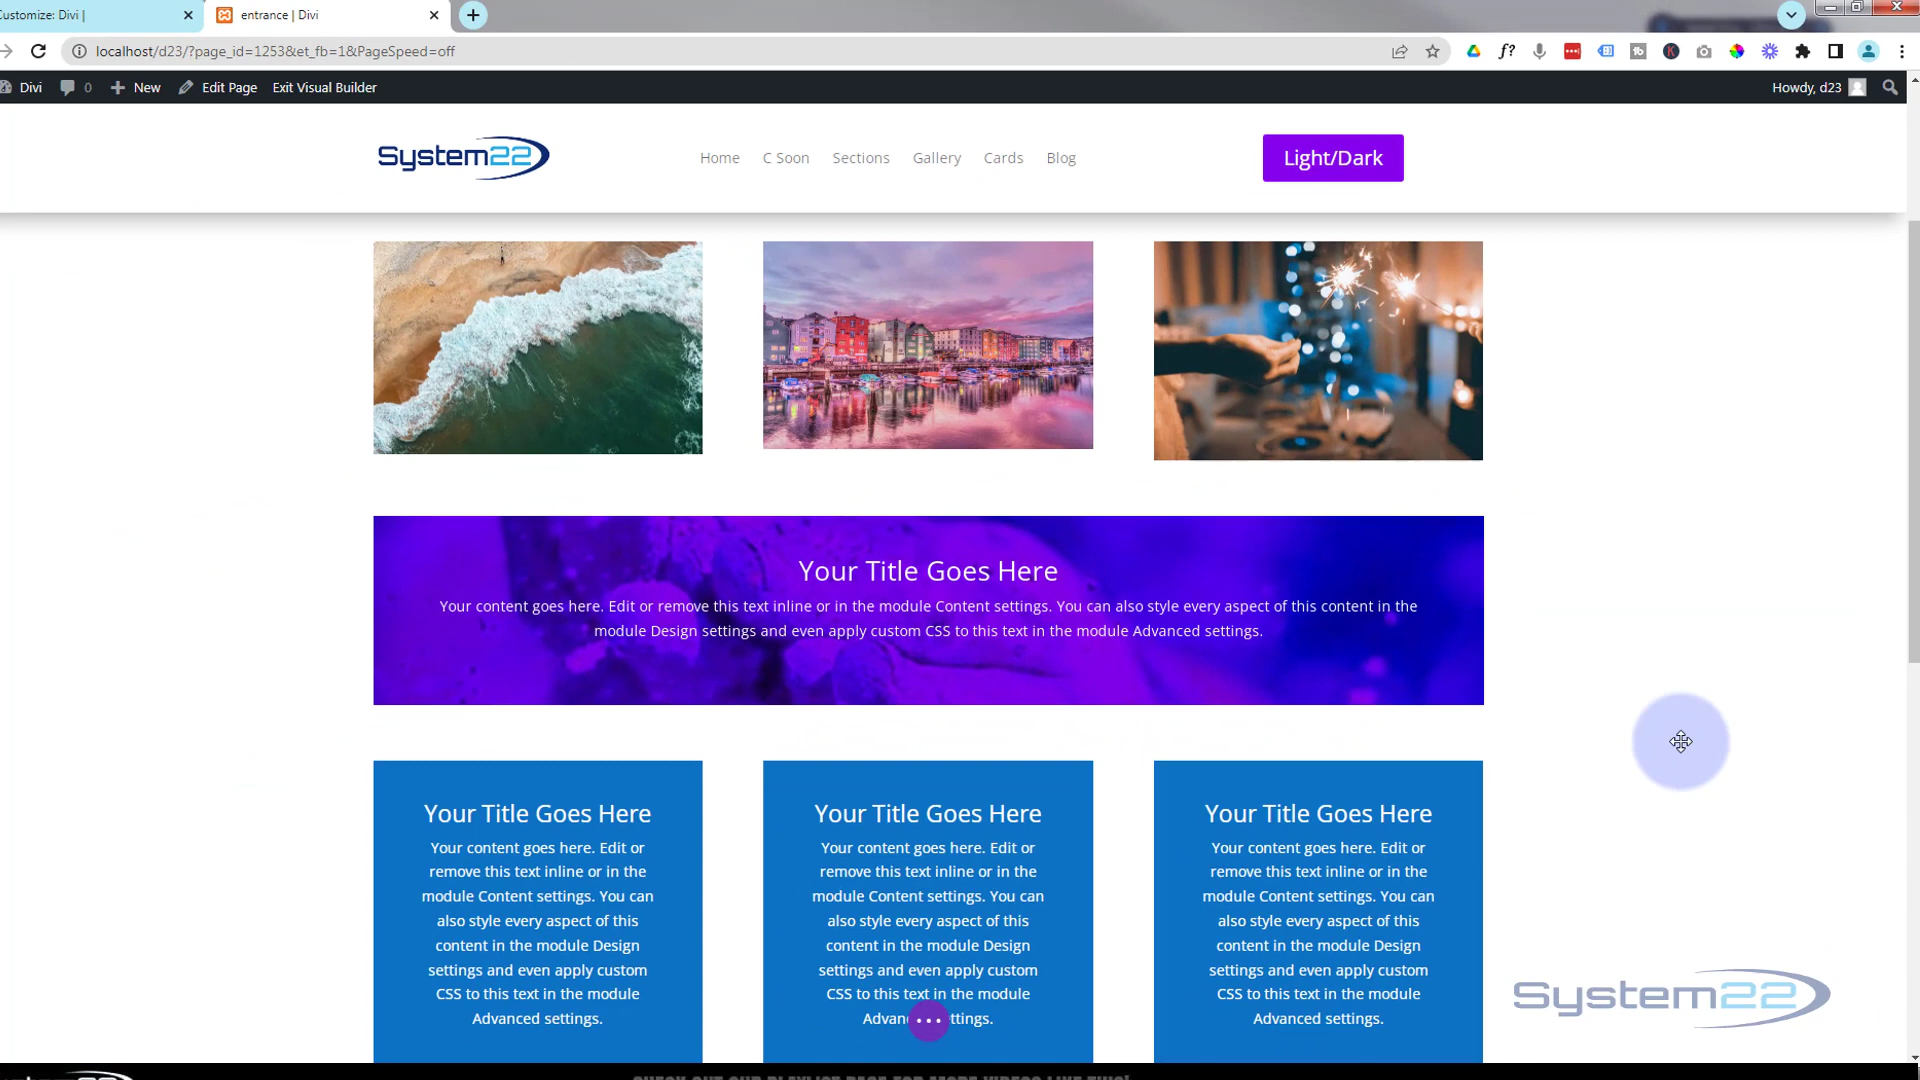 Customize: Divi |
entrance | Divi
localhost/d23/?page_id=1253&et_fb=1&PageSpeed=off
Divi 0 New Edit Page Exit Visual Builder Howdy, d23
System22 Home C Soon Sections Gallery Cards Blog Light/Dark
Your Title Goes Here
Your content goes here. Edit or remove this text inline or in the module Content settings. You can also style every aspect of this content in the
module Design settings and even apply custom CSS to this text in the module Advanced settings.
Your Title Goes Here
Your content goes here. Edit or
remove this text inline or in the
module Content settings. You can
also style every aspect of this
content in the module Design
settings and even apply custom
CSS to this text in the module
Advanced settings.
Your Title Goes Here
Your content goes here. Edit or
remove this text inline or in the
module Content settings. You can
also style every aspect of this
content in the module Design
settings and even apply custom
CSS to this text in the module
Advan ttings.
Your Title Goes Here
Your content goes here. Edit or
remove this text inline or in the
module Content settings. You can
also style every aspect of this
content in the module Design
settings and even apply custom
CSS to this text in the module
Advanced settings.
System22